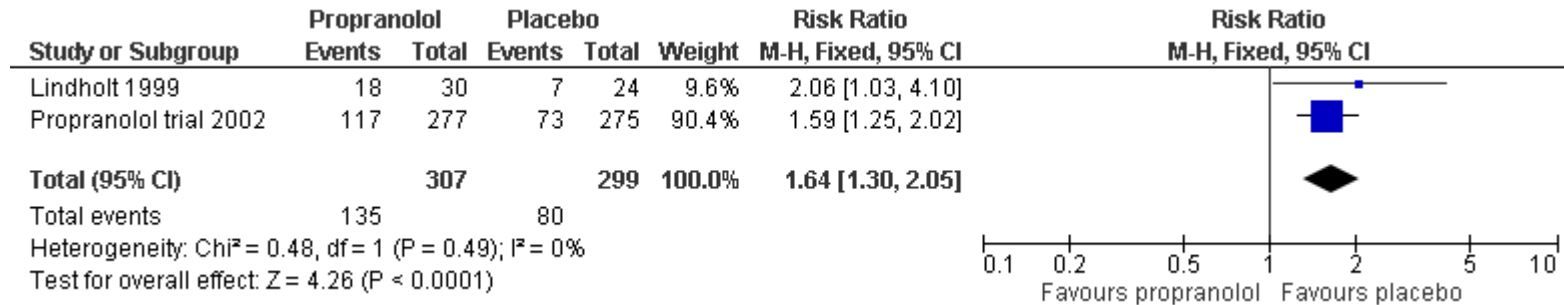 Propranolol Placebo Risk Ratio Risk Ratio
Study or Subgroup Events Total Events Total Weight M-H, Fixed, 95% CI M-H, Fixed, 95% CI
Lindholt 1999 18 30 7 24 9.6% 2.06 [1.03, 4.10]
Propranolol trial 2002 117 277 73 275 90.4% 1.59 [1.25, 2.02]
Total (95% CI) 307 299 100.0% 1.64 [1.30, 2.05]
Total events 135 80
Heterogeneity: Chi² = 0.48, df = 1 (P = 0.49); I² = 0%
Test for overall effect: Z = 4.26 (P < 0.0001)
0.1 0.2 0.5 1 2 5 10
Favours propranolol Favours placebo